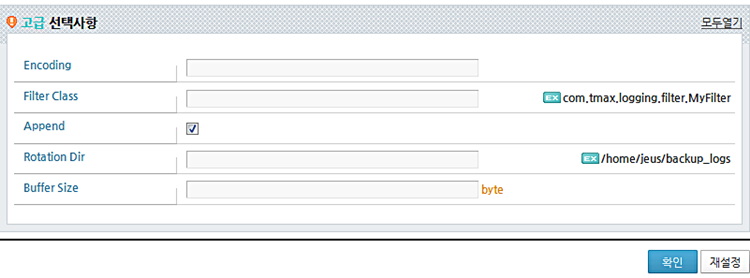 고급 선택사항 모두열기
Encoding
Filter Class EX com.tmax.logging.filter.MyFilter
Append
Rotation Dir EX /home/jeus/backup_logs
Buffer Size byte
확인 재설정